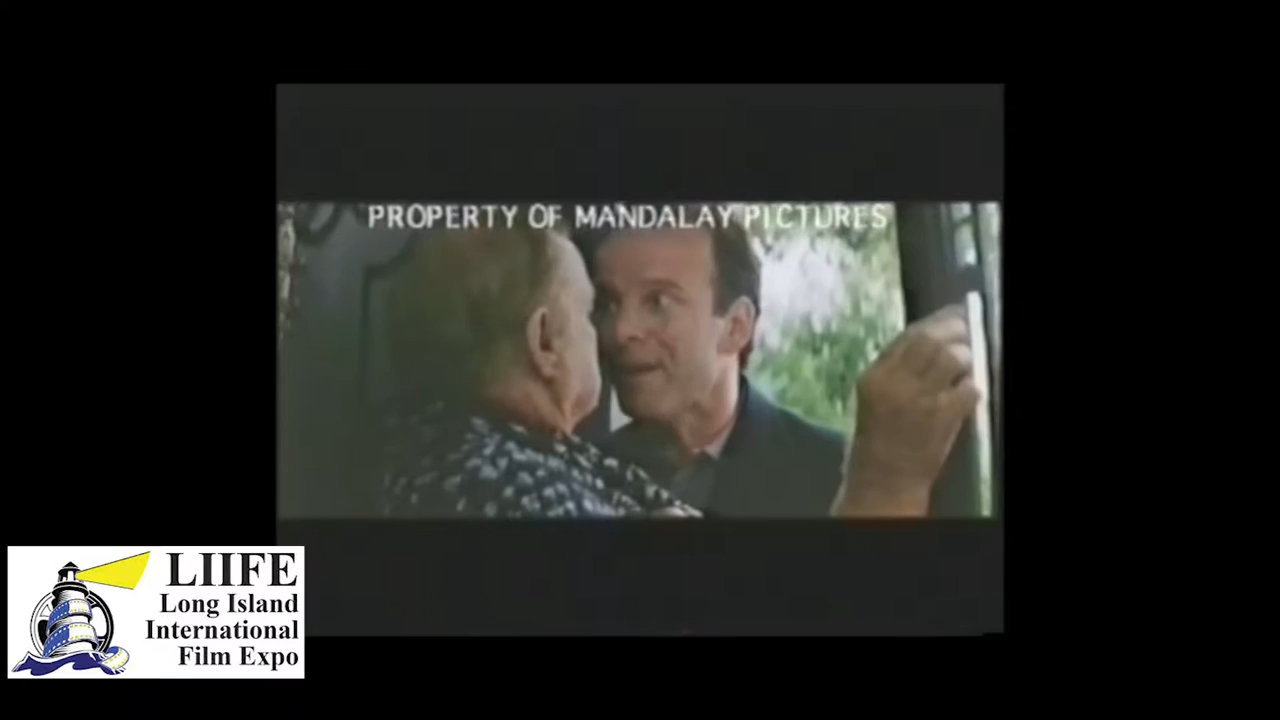 PROPERTY OF MANDALAY PICTURES
LIIFE
Long Island
International
Film Expo